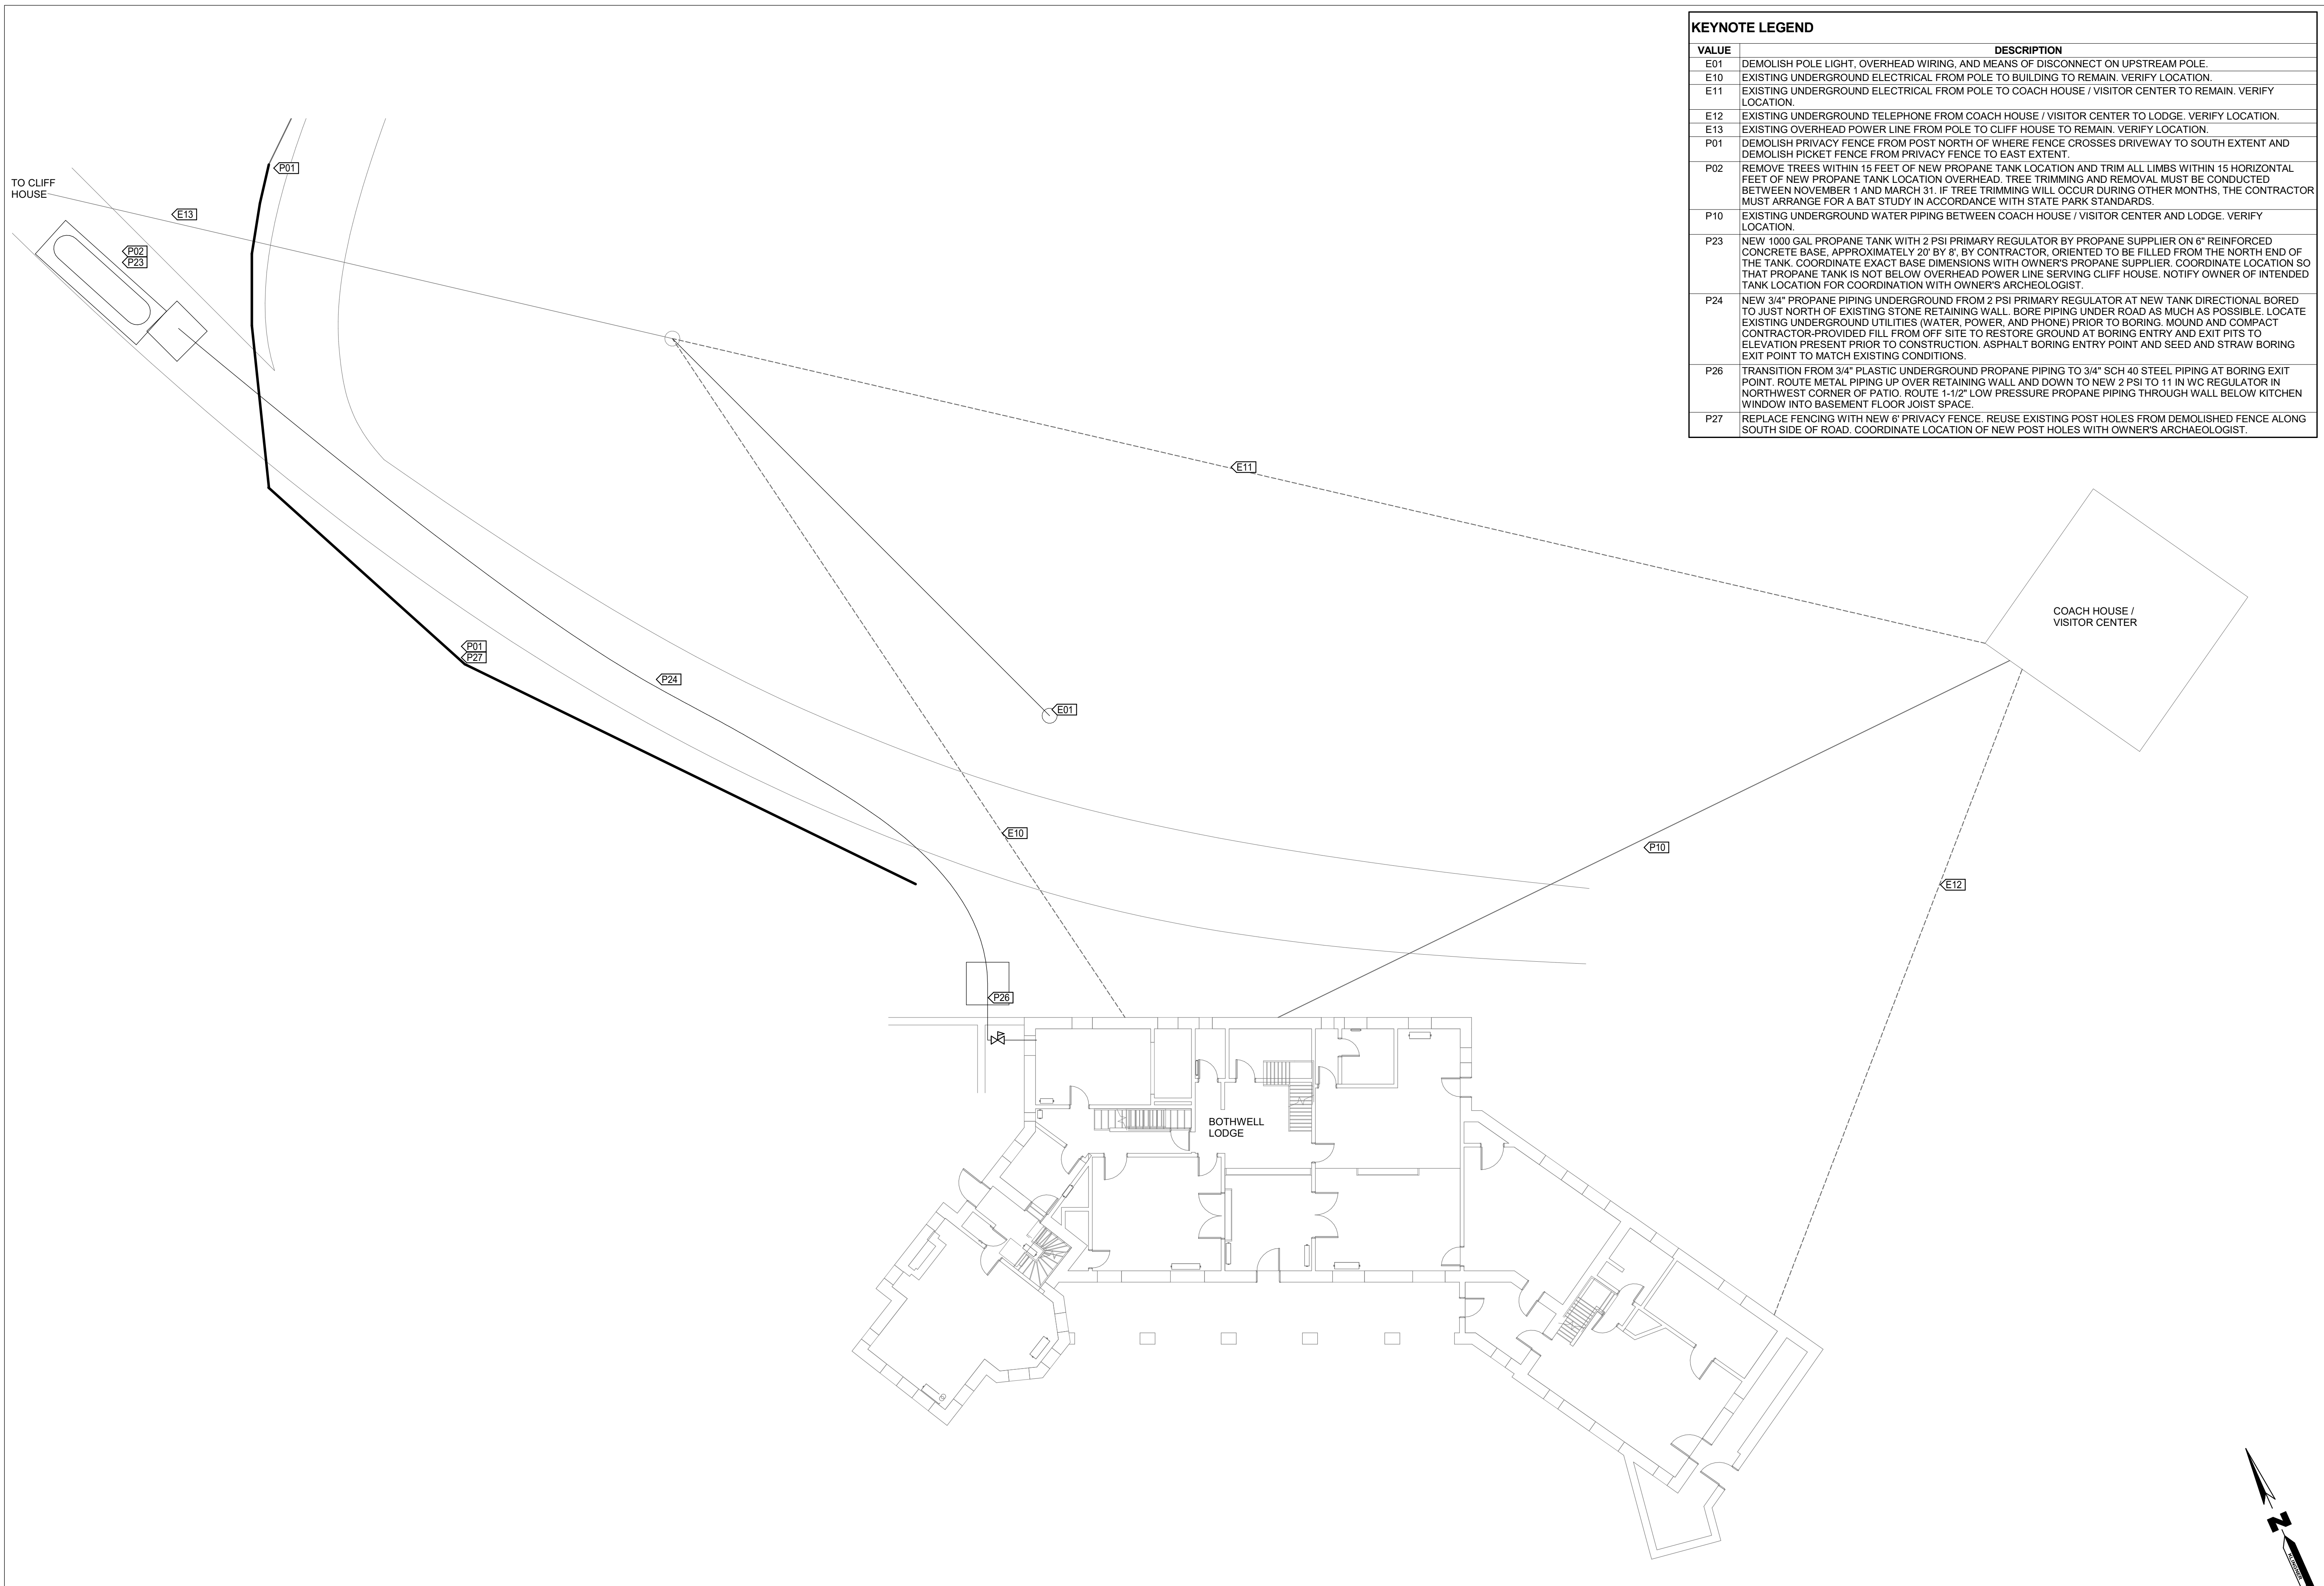 KEYNOTE LEGEND
VALUE DESCRIPTION
E01 DEMOLISH POLE LIGHT, OVERHEAD WIRING, AND MEANS OF DISCONNECT ON UPSTREAM POLE.
E10 EXISTING UNDERGROUND ELECTRICAL FROM POLE TO BUILDING TO REMAIN. VERIFY LOCATION.
E11 EXISTING UNDERGROUND ELECTRICAL FROM POLE TO COACH HOUSE / VISITOR CENTER TO REMAIN. VERIFY
LOCATION.
E12 EXISTING UNDERGROUND TELEPHONE FROM COACH HOUSE / VISITOR CENTER TO LODGE. VERIFY LOCATION.
E13 EXISTING OVERHEAD POWER LINE FROM POLE TO CLIFF HOUSE TO REMAIN. VERIFY LOCATION.
P01 DEMOLISH PRIVACY FENCE FROM POST NORTH OF WHERE FENCE CROSSES DRIVEWAY TO SOUTH EXTENT AND
DEMOLISH PICKET FENCE FROM PRIVACY FENCE TO EAST EXTENT.
P02 REMOVE TREES WITHIN 15 FEET OF NEW PROPANE TANK LOCATION AND TRIM ALL LIMBS WITHIN 15 HORIZONTAL
FEET OF NEW PROPANE TANK LOCATION OVERHEAD. TREE TRIMMING AND REMOVAL MUST BE CONDUCTED
BETWEEN NOVEMBER 1 AND MARCH 31. IF TREE TRIMMING WILL OCCUR DURING OTHER MONTHS, THE CONTRACTOR
MUST ARRANGE FOR A BAT STUDY IN ACCORDANCE WITH STATE PARK STANDARDS.
P10 EXISTING UNDERGROUND WATER PIPING BETWEEN COACH HOUSE / VISITOR CENTER AND LODGE. VERIFY
LOCATION.
P23 NEW 1000 GAL PROPANE TANK WITH 2 PSI PRIMARY REGULATOR BY PROPANE SUPPLIER ON 6" REINFORCED
CONCRETE BASE, APPROXIMATELY 20' BY 8', BY CONTRACTOR, ORIENTED TO BE FILLED FROM THE NORTH END OF
THE TANK. COORDINATE EXACT BASE DIMENSIONS WITH OWNER'S PROPANE SUPPLIER. COORDINATE LOCATION SO
THAT PROPANE TANK IS NOT BELOW OVERHEAD POWER LINE SERVING CLIFF HOUSE. NOTIFY OWNER OF INTENDED
TANK LOCATION FOR COORDINATION WITH OWNER'S ARCHEOLOGIST.
P24 NEW 3/4" PROPANE PIPING UNDERGROUND FROM 2 PSI PRIMARY REGULATOR AT NEW TANK DIRECTIONAL BORED
TO JUST NORTH OF EXISTING STONE RETAINING WALL. BORE PIPING UNDER ROAD AS MUCH AS POSSIBLE. LOCATE
EXISTING UNDERGROUND UTILITIES (WATER, POWER, AND PHONE) PRIOR TO BORING. MOUND AND COMPACT
CONTRACTOR-PROVIDED FILL FROM OFF SITE TO RESTORE GROUND AT BORING ENTRY AND EXIT PITS TO
ELEVATION PRESENT PRIOR TO CONSTRUCTION. ASPHALT BORING ENTRY POINT AND SEED AND STRAW BORING
EXIT POINT TO MATCH EXISTING CONDITIONS.
P26 TRANSITION FROM 3/4" PLASTIC UNDERGROUND PROPANE PIPING TO 3/4" SCH 40 STEEL PIPING AT BORING EXIT
POINT. ROUTE METAL PIPING UP OVER RETAINING WALL AND DOWN TO NEW 2 PSI TO 11 IN WC REGULATOR IN
NORTHWEST CORNER OF PATIO. ROUTE 1-1/2" LOW PRESSURE PROPANE PIPING THROUGH WALL BELOW KITCHEN
WINDOW INTO BASEMENT FLOOR JOIST SPACE.
P27 REPLACE FENCING WITH NEW 6' PRIVACY FENCE. REUSE EXISTING POST HOLES FROM DEMOLISHED FENCE ALONG
SOUTH SIDE OF ROAD. COORDINATE LOCATION OF NEW POST HOLES WITH OWNER'S ARCHAEOLOGIST.
P01
TO CLIFF
HOUSE
E13
P02
P23
E11
COACH HOUSE /
VISITOR CENTER
P01
P27
P24
E01
E10
P10
E12
P26
BOTHWELL
LODGE
N
KLINGNER